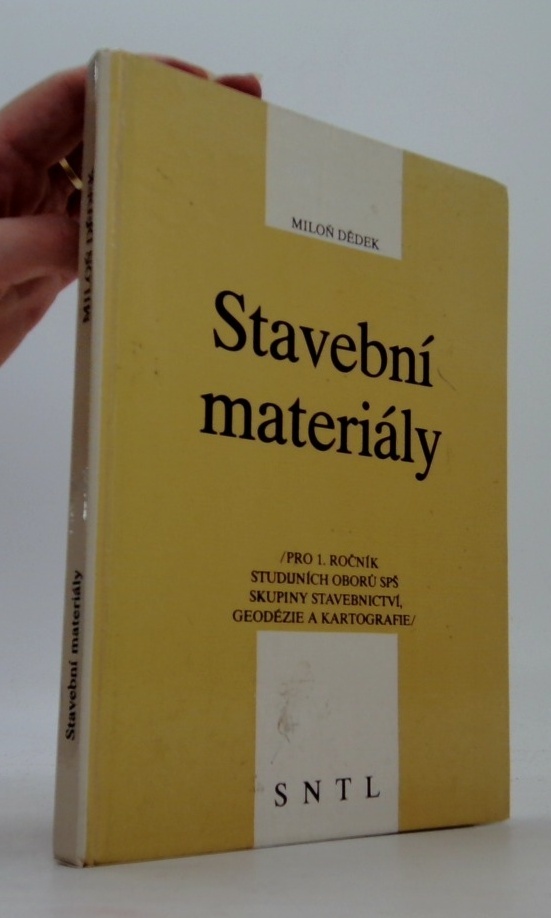 MILOŇ DĚDEK
Stavební
materiály
/PRO 1. ROČNÍK
STUDIJNÍCH OBORŮ SPŠ
SKUPINY STAVEBNICTVÍ,
GEODÉZIE A KARTOGRAFIE/
SNTL
MILOŇ DĚDEK
Stavební materiály